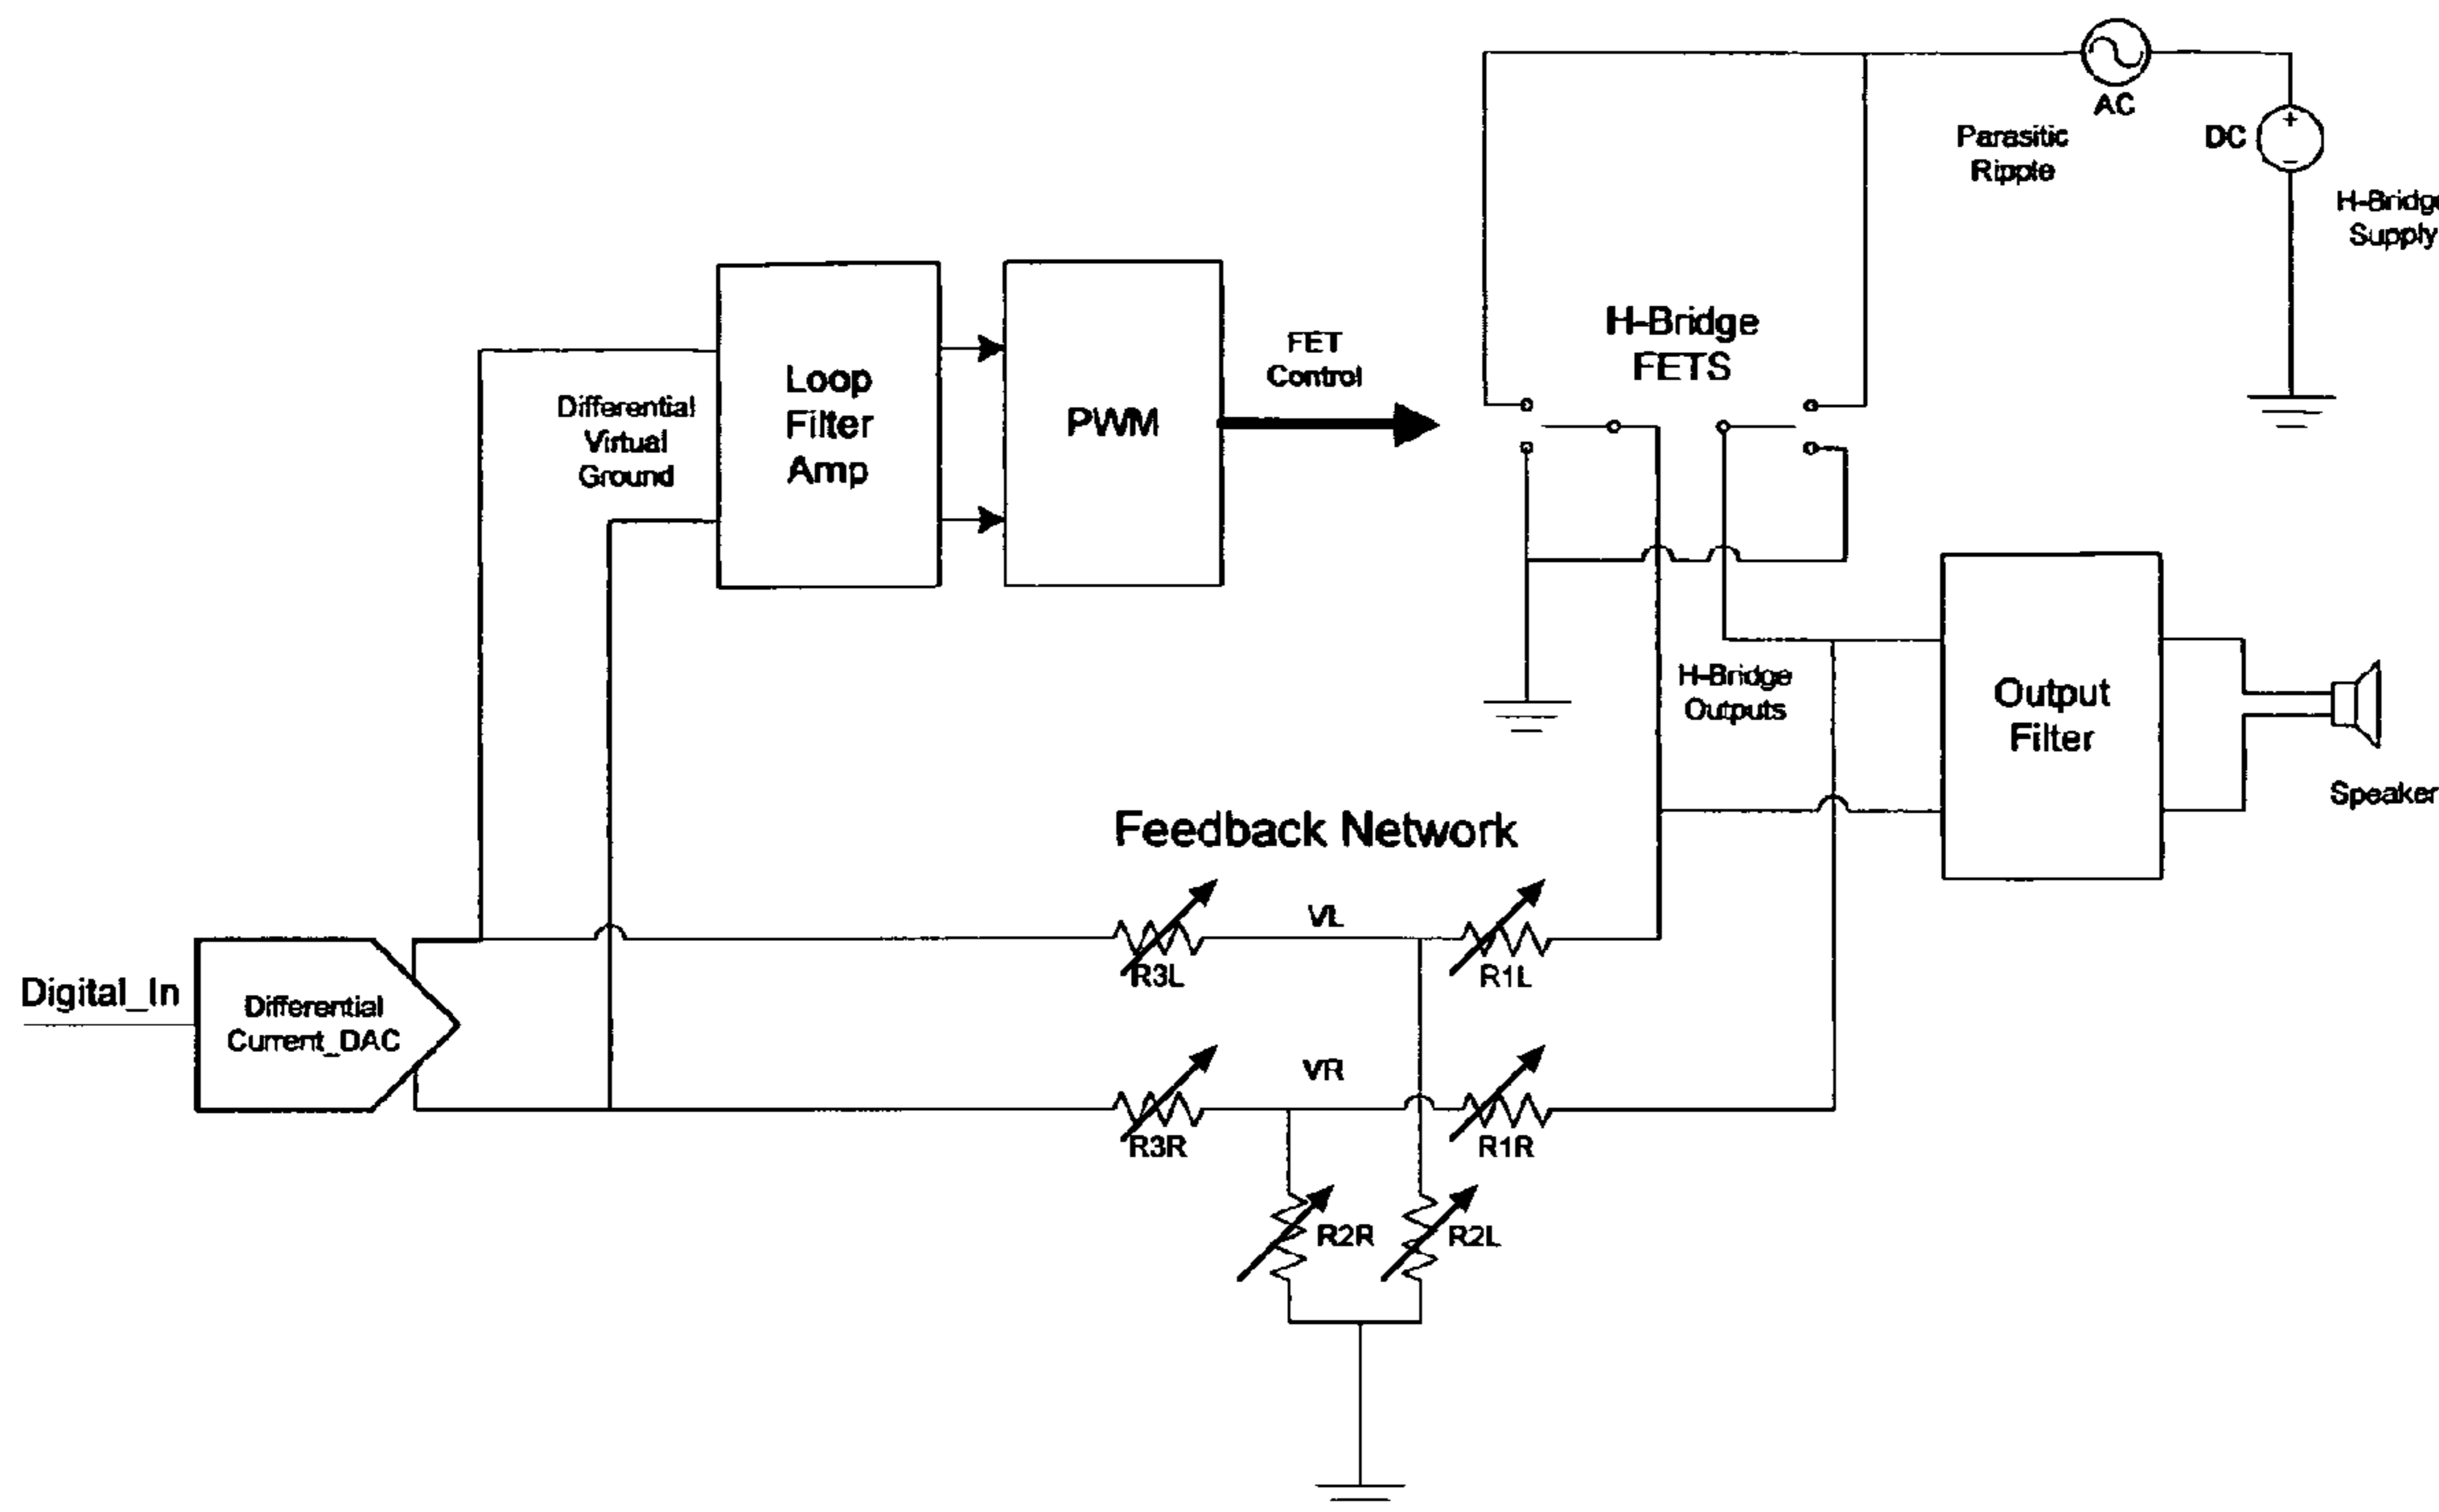 AC
Parasitic
Ripple
DC
+
−
H-Bridge
Supply
H-Bridge
FETS
FET
Control
Loop
Filter
Amp
PWM
Differential
Virtual
Ground
H-Bridge
Outputs
Output
Filter
Speaker
Feedback Network
VL
R3L
R1L
Digital_In
Differential
Current_DAC
VR
R3R
R1R
R2R
R2L